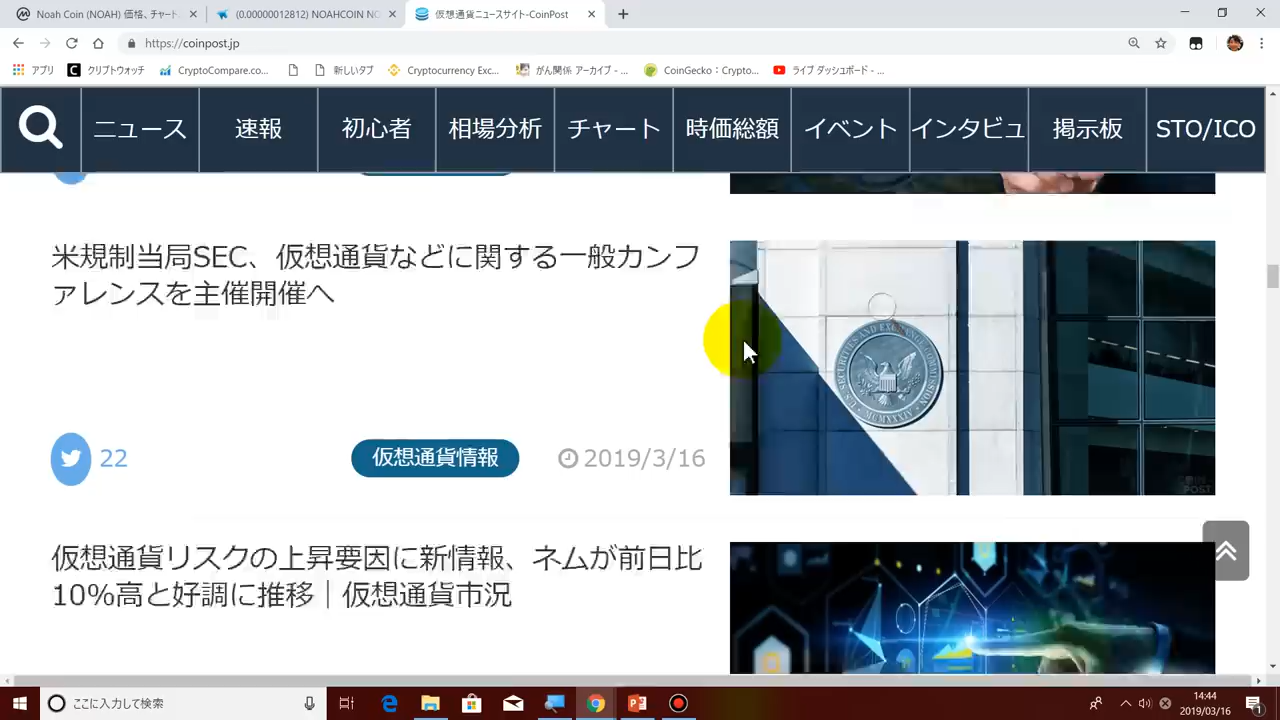 Noah Coin (NOAH) 価格、チャート
(0.00000012812) NOAHCOIN NO
仮想通貨ニュースサイト-CoinPost
https://coinpost.jp
アプリ
クリプトウォッチ
CryptoCompare.co...
新しいタブ
Cryptocurrency Exc...
がん関係 アーカイブ - ...
CoinGecko：Crypto...
ライブ ダッシュボード - ...
ニュース
速報
初心者
相場分析
チャート
時価総額
イベント
インタビュ
掲示板
STO/ICO
米規制当局SEC、仮想通貨などに関する一般カンフ
ァレンスを主催開催へ
22
仮想通貨情報
2019/3/16
仮想通貨リスクの上昇要因に新情報、ネムが前日比
10%高と好調に推移｜仮想通貨市況
ここに入力して検索
14:44
2019/03/16